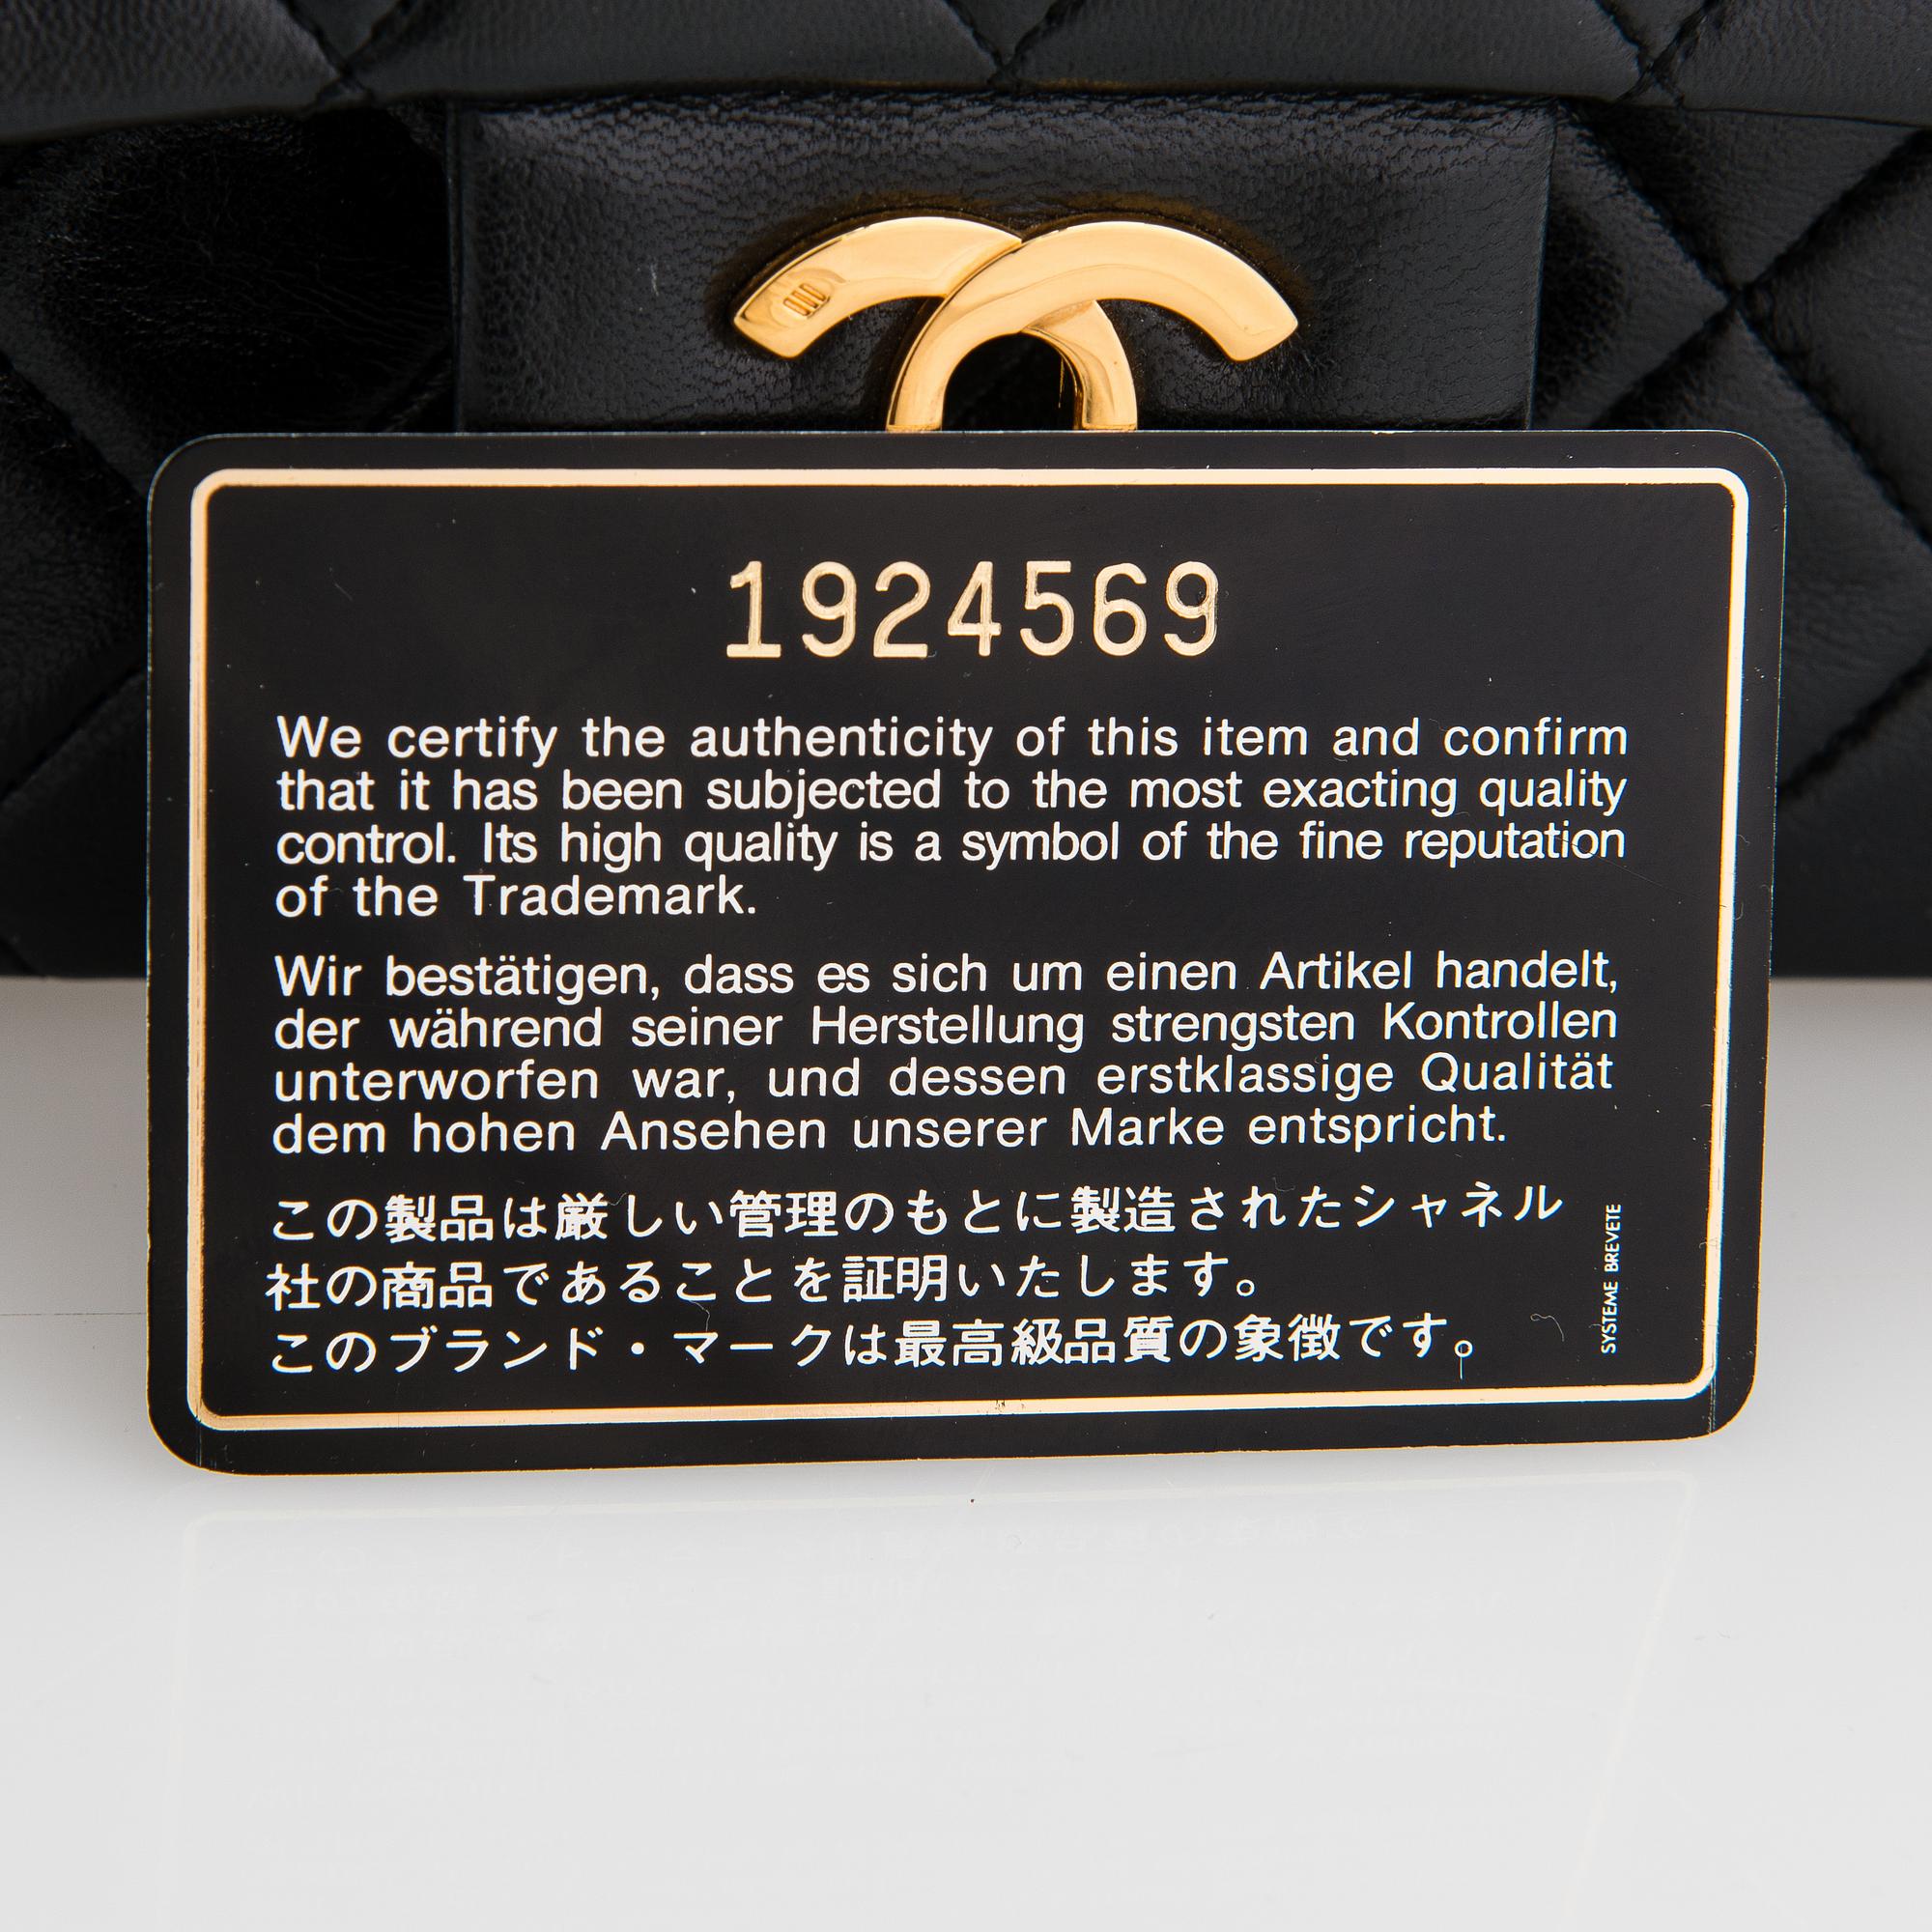 1924569
We certify the authenticity of this item and confirm
that it has been subjected to the most exacting quality
control. Its high quality is a symbol of the fine reputation
of the Trademark.
Wir bestätigen, dass es sich um einen Artikel handelt,
der während seiner Herstellung strengsten Kontrollen
unterworfen war, und dessen erstklassige Qualität
dem hohen Ansehen unserer Marke entspricht.
この製品は厳しい管理のもとに製造されたシャネル
社の商品であることを証明いたします。
このブランド・マークは最高級品質の象徴です。
SYSTEME BREVETE